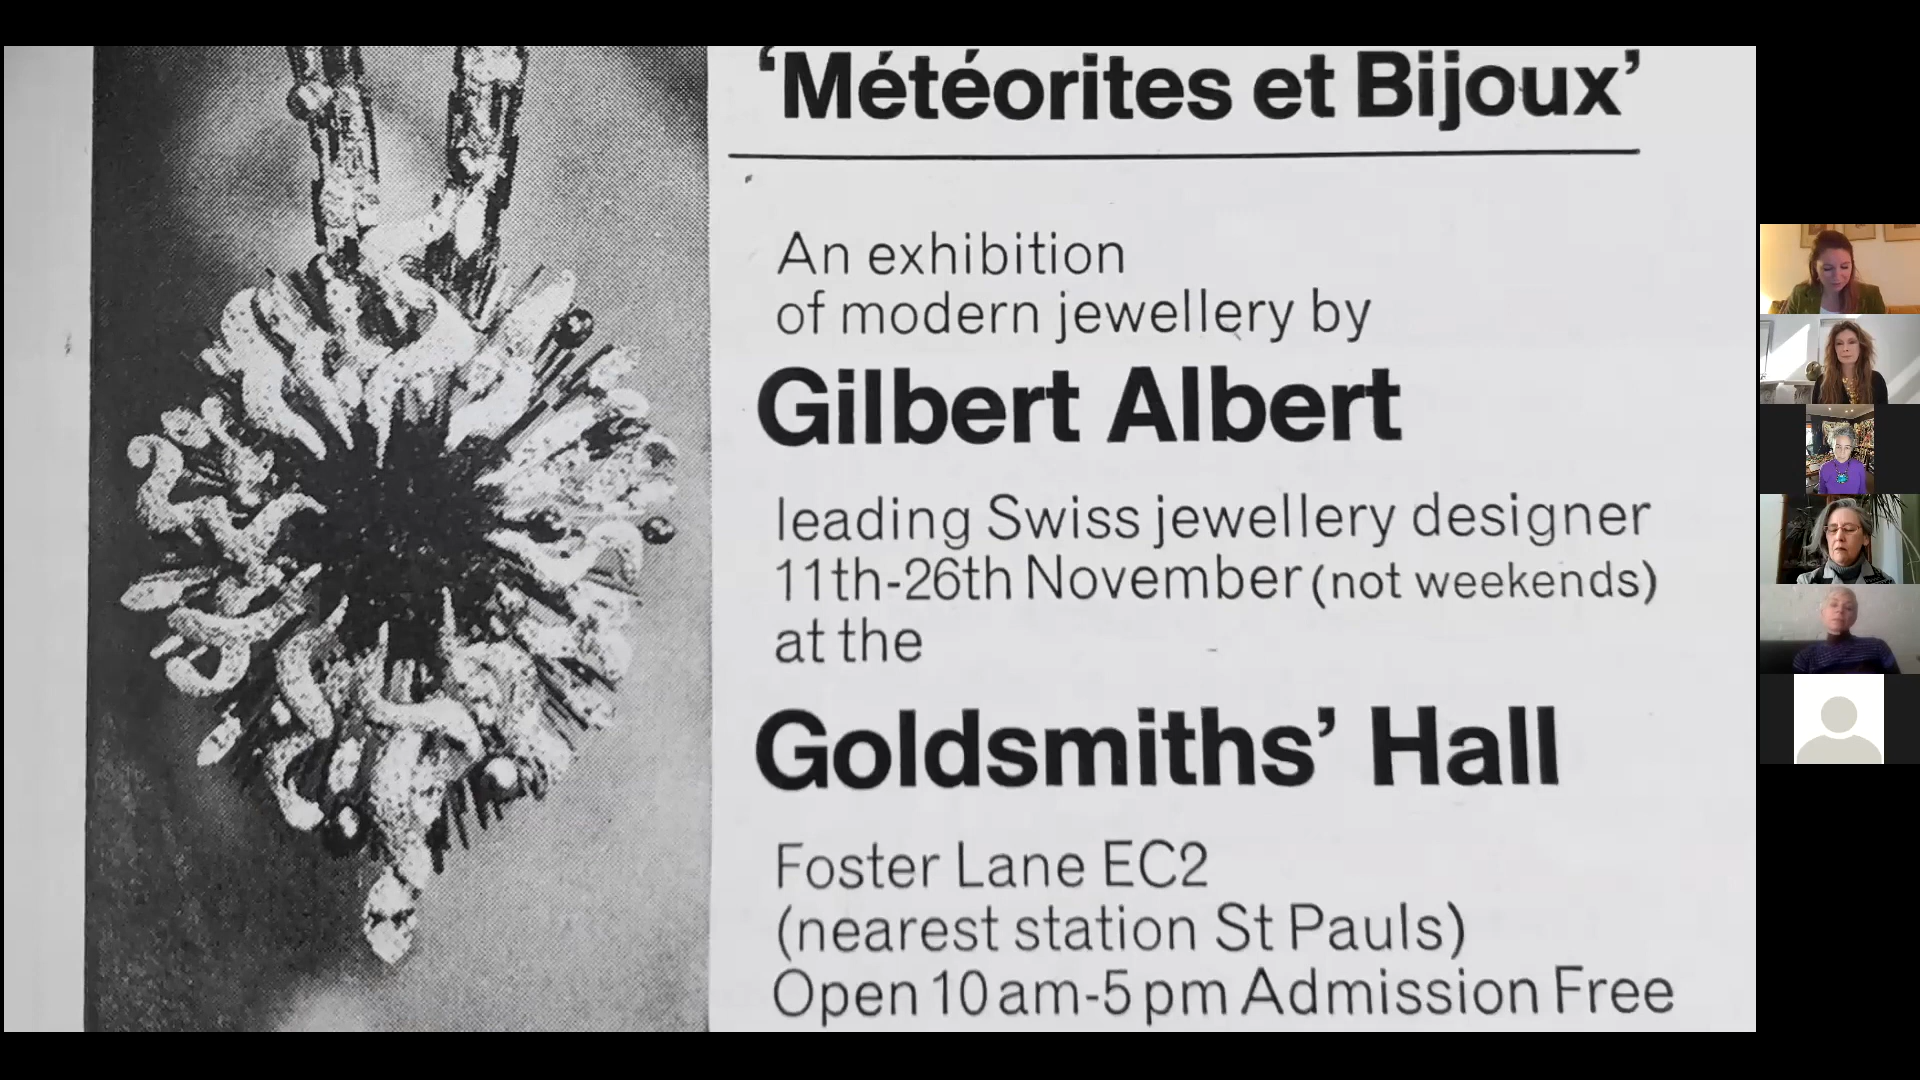 ‘Météorites et Bijoux’
An exhibition
of modern jewellery by
Gilbert Albert
leading Swiss jewellery designer
11th-26th November (not weekends)
at the
Goldsmiths’ Hall
Foster Lane EC2
(nearest station St Pauls)
Open 10 am-5 pm Admission Free